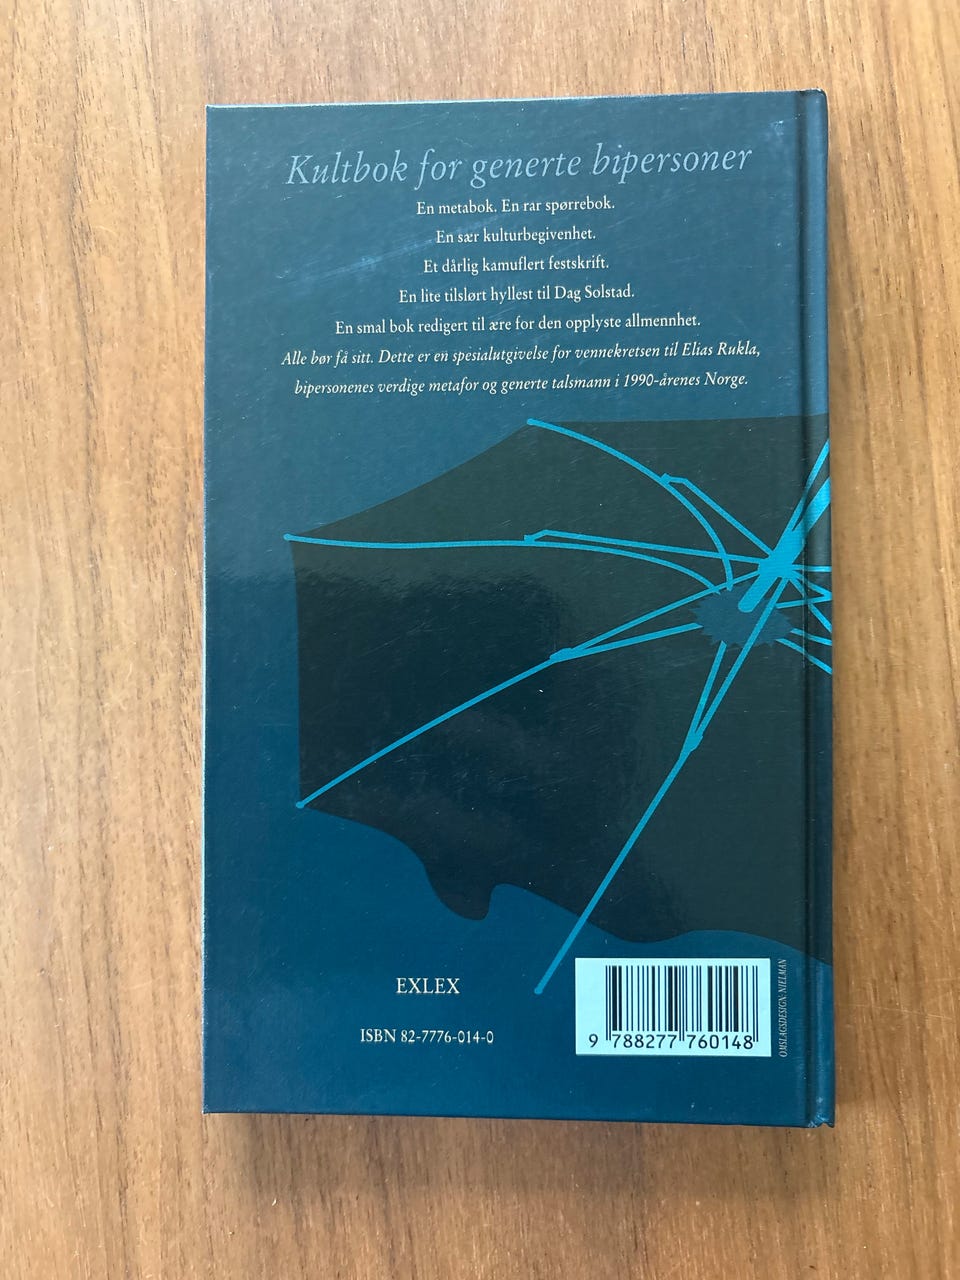 Kultbok for generte bipersoner
En metabok. En rar spørrebok.
En sær kulturbegivenhet.
Et dårlig kamuflert festskrift.
En lite tilslørt hyllest til Dag Solstad.
En smal bok redigert til ære for den opplyste allmennhet.
Alle bør få sitt. Dette er en spesialutgivelse for vennekretsen til Elias Rukla,
bipersonenes verdige metafor og generte talsmann i 1990-årenes Norge.
EXLEX
ISBN 82-7776-014-0
9 788277 760148
OMSLAGSDESIGN: NIELMAN